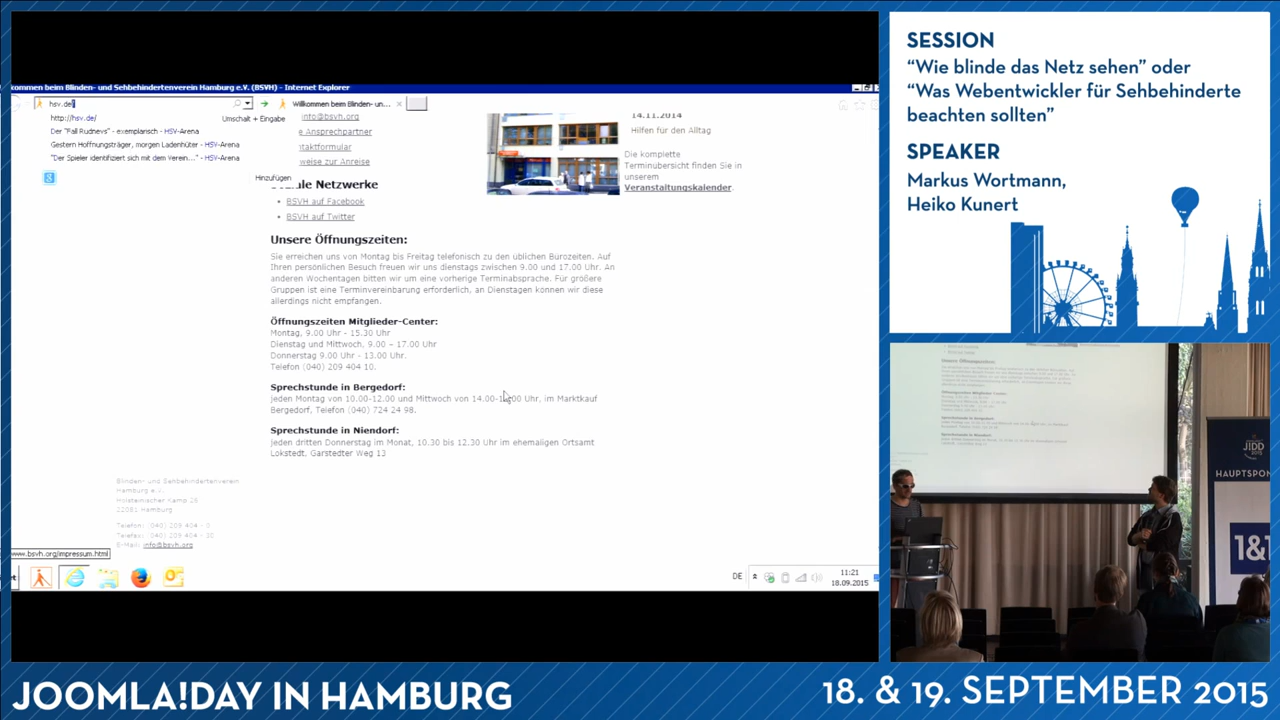 kommen beim Blinden- und Sehbehindertenverein Hamburg e.V. (BSVH) - Internet Explorer
hsv.de/
Willkommen beim Blinden- un...
http://hsv.de/
Umschalt + Eingabe
Der "Fall Rudnevs" - exemplarisch - HSV-Arena
Gestern Hoffnungsträger, morgen Ladenhüter - HSV-Arena
"Der Spieler identifiziert sich mit dem Verein..." - HSV-Arena
Hinzufügen
info@bsvh.org
e Ansprechpartner
ntaktformular
weise zur Anreise
ziale Netzwerke
BSVH auf Facebook
BSVH auf Twitter
14.11.2014
Hilfen für den Alltag
Die komplette
Terminübersicht finden Sie in
unserem
Veranstaltungskalender.
Unsere Öffnungszeiten:
Sie erreichen uns von Montag bis Freitag telefonisch zu den üblichen Bürozeiten. Auf
Ihren persönlichen Besuch freuen wir uns dienstags zwischen 9.00 und 17.00 Uhr. An
anderen Wochentagen bitten wir um eine vorherige Terminabsprache. Für größere
Gruppen ist eine Terminvereinbarung erforderlich, an Dienstagen können wir diese
allerdings nicht empfangen.
Öffnungszeiten Mitglieder-Center:
Montag, 9.00 Uhr - 15.30 Uhr
Dienstag und Mittwoch, 9.00 – 17.00 Uhr
Donnerstag 9.00 Uhr - 13.00 Uhr.
Telefon (040) 209 404 10.
Sprechstunde in Bergedorf:
jeden Montag von 10.00-12.00 und Mittwoch von 14.00- Uhr, im Marktkauf
Bergedorf, Telefon (040) 724 24 98.
Sprechstunde in Niendorf:
jeden dritten Donnerstag im Monat, 10.30 bis 12.30 Uhr im ehemaligen Ortsamt
Lokstedt, Garstedter Weg 13
Blinden- und Sehbehindertenverein
Hamburg e.V.
Holsteinischer Kamp 26
22081 Hamburg
Telefon: (040) 209 404 - 0
Telefax: (040) 209 404 - 30
E-Mail: info@bsvh.org
www.bsvh.org/impressum.html
DE
11:21
18.09.2015
SESSION
"Wie blinde das Netz sehen" oder
"Was Webentwickler für Sehbehinderte
beachten sollten"
SPEAKER
Markus Wortmann,
Heiko Kunert
Unsere Öffnungszeiten:
JDD
2015
HAUPTSPON
1&1
JOOMLA!DAY IN HAMBURG
18. & 19. SEPTEMBER 2015